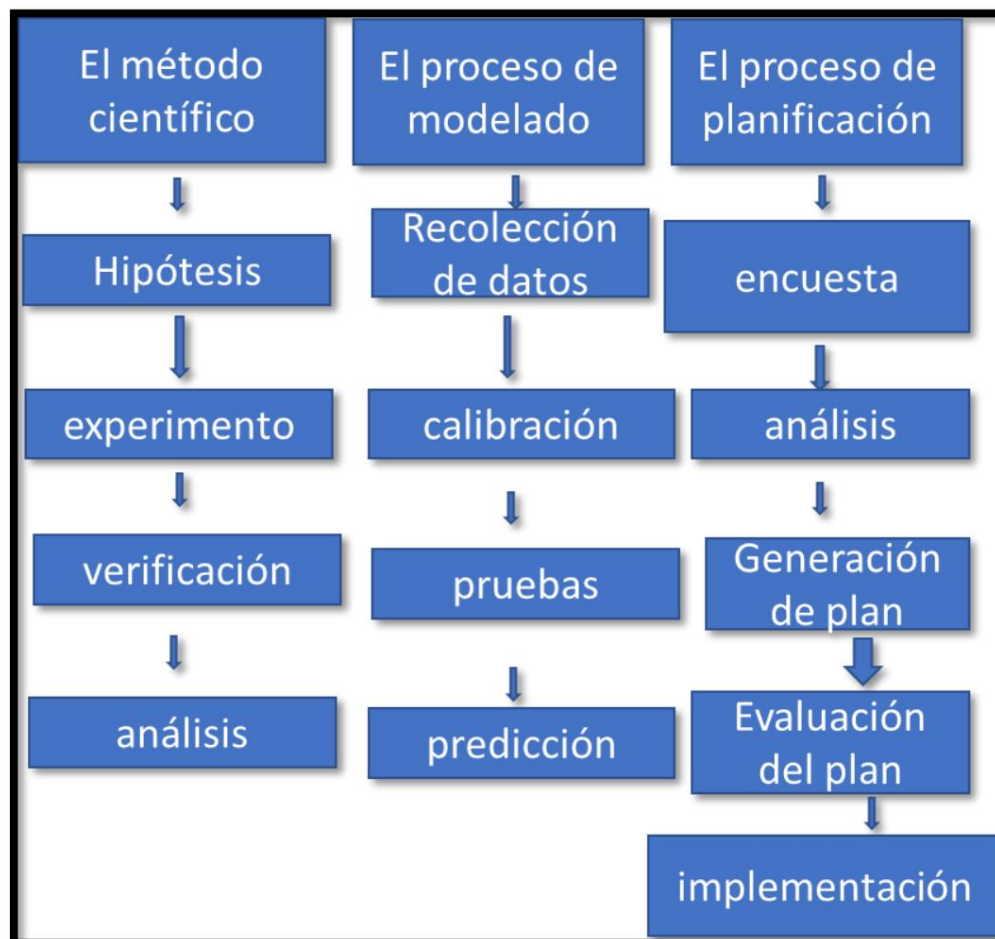 El método
científico
Hipótesis
experimento
verificación
análisis
El proceso de
modelado
Recolección
de datos
calibración
pruebas
predicción
El proceso de
planificación
encuesta
análisis
Generación
de plan
Evaluación
del plan
implementación